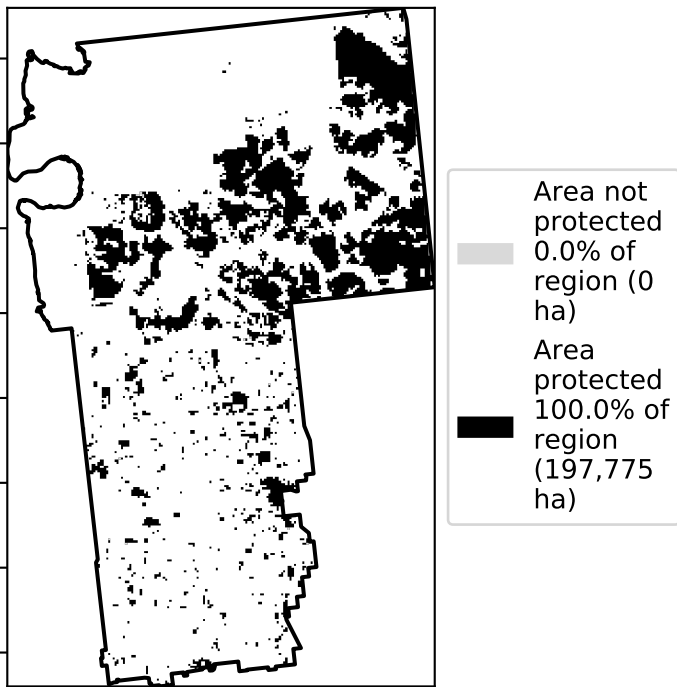 Area not
protected
0.0% of
region (0
ha)
Area
protected
100.0% of
region
(197,775
ha)